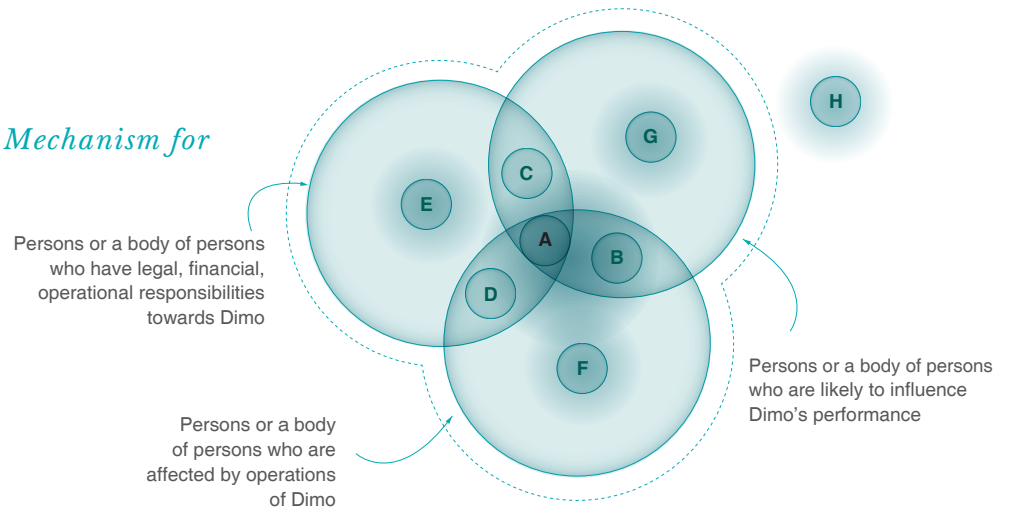 Mechanism for
H
G
C
E
A
B
D
F
Persons or a body of persons
who have legal, financial,
operational responsibilities
towards Dimo
Persons or a body of persons
who are likely to influence
Dimo's performance
Persons or a body
of persons who are
affected by operations
of Dimo